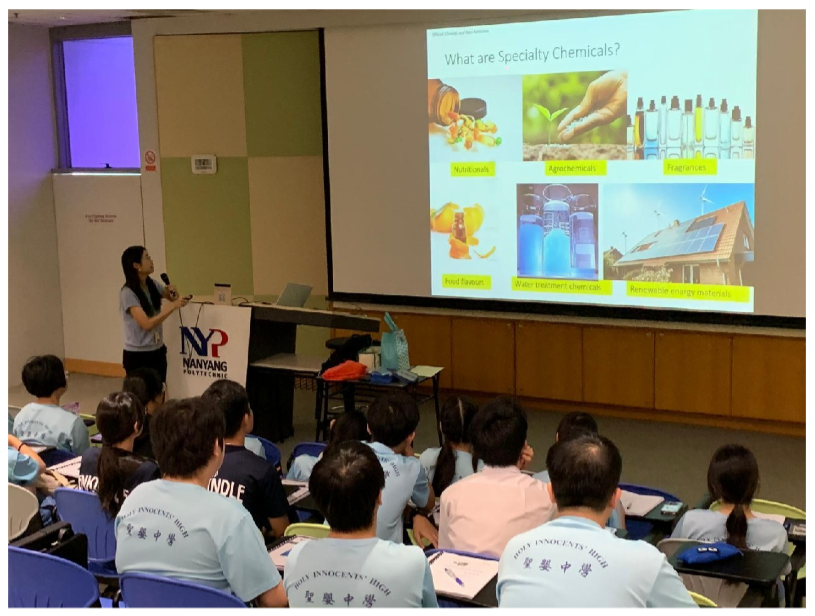 What are Specialty Chemicals?
Nutritionals
Agrochemicals
Fragrances
Food flavours
Water treatment chemicals
Renewable energy materials
NYP
NANYANG
POLYTECHNIC
NDLE
HOLY INNOCENTS' HIGH
聖嬰中學
HOLY INNOCENTS' HIGH
聖嬰中學
HOLY INNOCENTS' HIGH
聖嬰中學